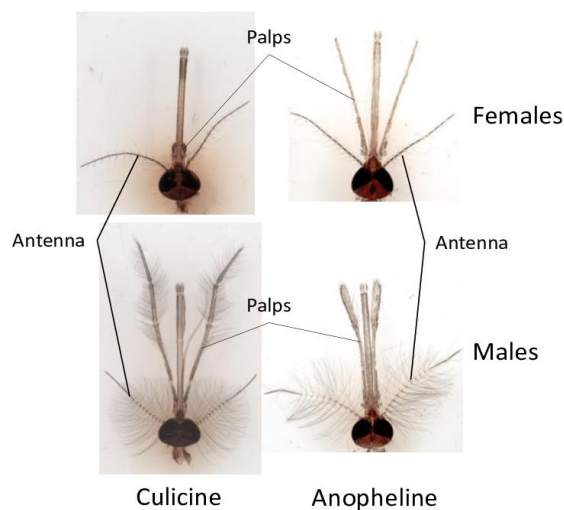 Palps
Females
Antenna
Antenna
Palps
Males
Culicine
Anopheline